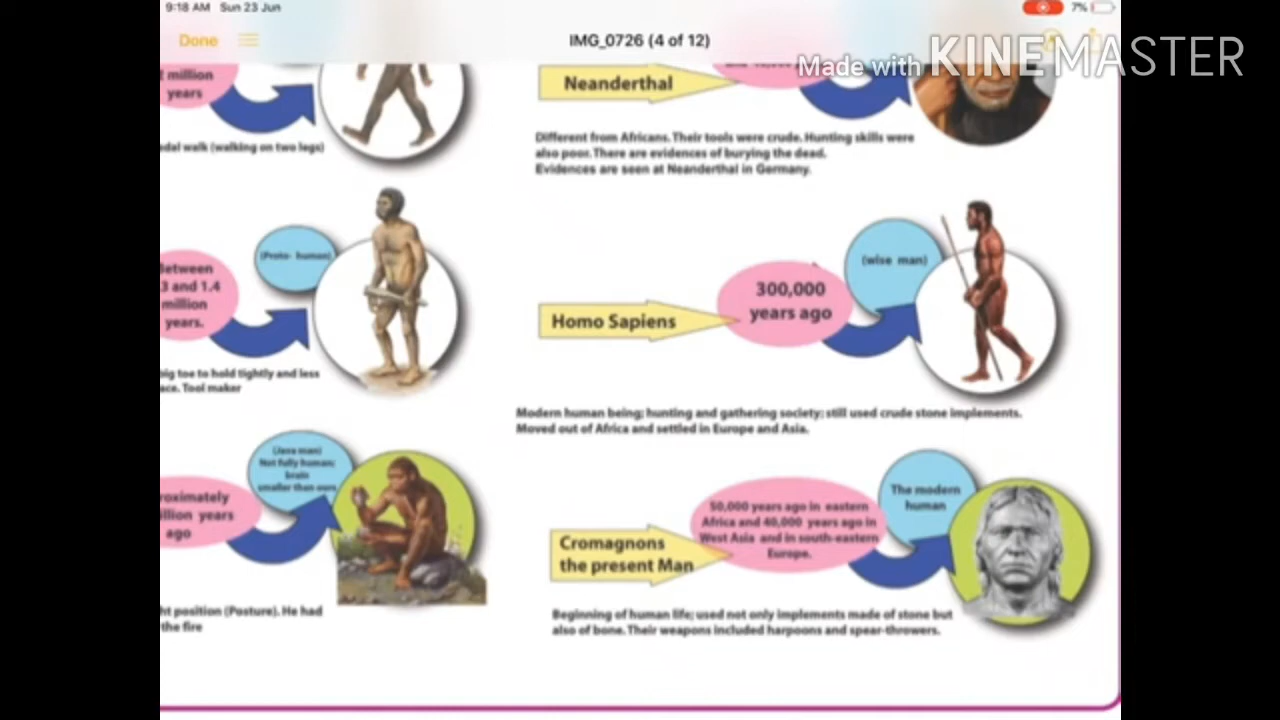 9:18 AM Sun 23 Jun
7%
Done
IMG_0726 (4 of 12)
Made with KINEMASTER
million
years
edal walk (walking on two legs)
(Proto- human)
Between
3 and 1.4
million
years.
big toe to hold tightly and less
ace. Tool maker
(Java man)
Not fully human;
brain
smaller than ours
roximately
illion years
ago
ht position (Posture). He had
the fire
Neanderthal
Different from Africans. Their tools were crude. Hunting skills were
also poor. There are evidences of burying the dead.
Evidences are seen at Neanderthal in Germany.
Homo Sapiens
300,000
years ago
(wise man)
Modern human being; hunting and gathering society; still used crude stone implements.
Moved out of Africa and settled in Europe and Asia.
Cromagnons
the present Man
50,000 years ago in eastern
Africa and 40,000 years ago in
West Asia and in south-eastern
Europe.
The modern
human
Beginning of human life; used not only implements made of stone but
also of bone. Their weapons included harpoons and spear-throwers.